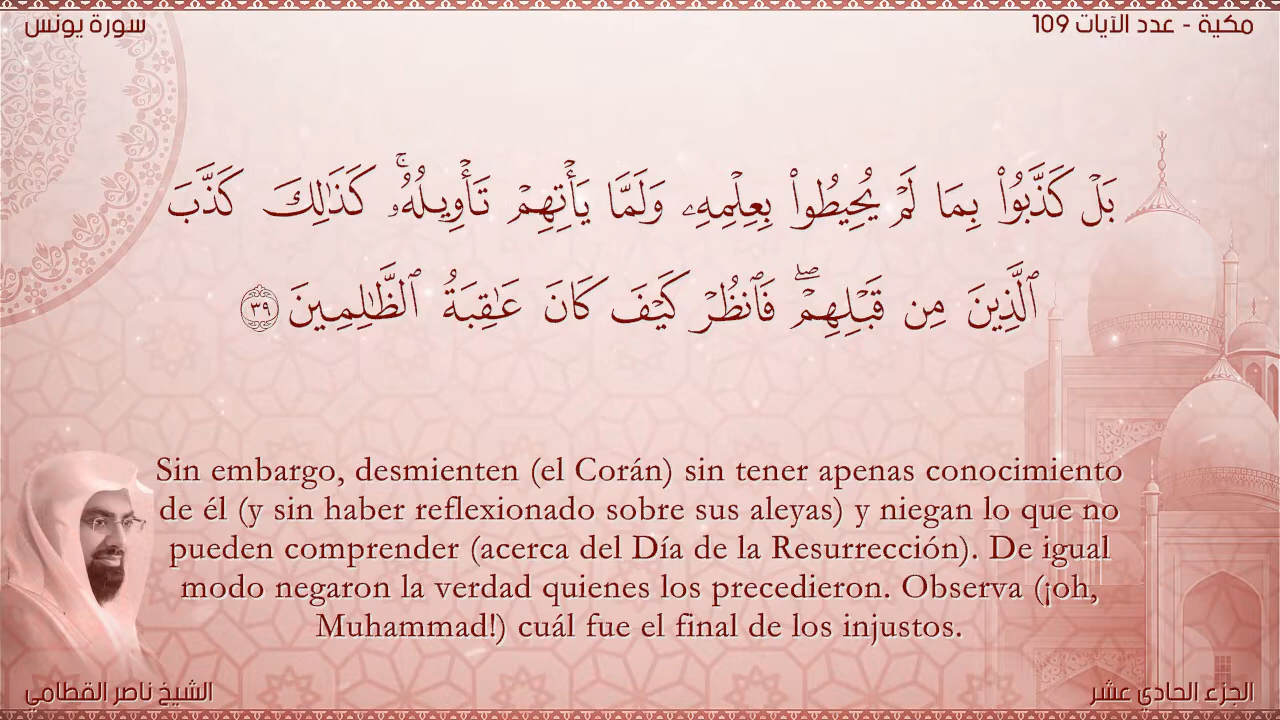 سورة يونس
مكية - عدد الآيات 109
بَلْ كَذَّبُوا۟ بِمَا لَمْ يُحِيطُوا۟ بِعِلْمِهِۦ وَلَمَّا يَأْتِهِمْ تَأْوِيلُهُۥ ۚ كَذَٰلِكَ كَذَّبَ
ٱلَّذِينَ مِن قَبْلِهِمْ ۖ فَٱنظُرْ كَيْفَ كَانَ عَٰقِبَةُ ٱلظَّٰلِمِينَ ٣٩
Sin embargo, desmienten (el Corán) sin tener apenas conocimiento
de él (y sin haber reflexionado sobre sus aleyas) y niegan lo que no
pueden comprender (acerca del Día de la Resurrección). De igual
modo negaron la verdad quienes los precedieron. Observa (¡oh,
Muhammad!) cuál fue el final de los injustos.
الشيخ ناصر القطامي
الجزء الحادي عشر